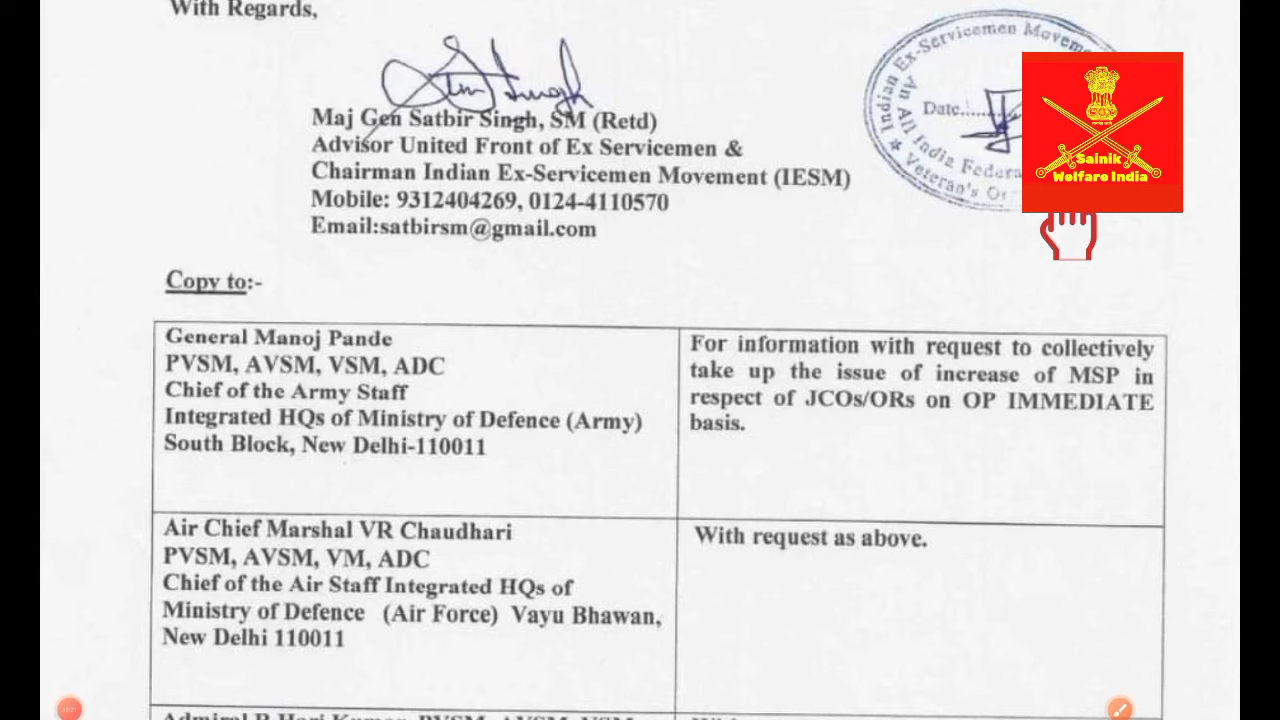 With Regards,
Maj Gen Satbir Singh, SM (Retd)
Advisor United Front of Ex Servicemen &
Chairman Indian Ex-Servicemen Movement (IESM)
Mobile: 9312404269, 0124-4110570
Email:satbirsm@gmail.com
Indian Ex-Servicemen
An All India
Veteran's
Date
Sainik
Welfare India
Copy to:-
General Manoj Pande
PVSM, AVSM, VSM, ADC
Chief of the Army Staff
Integrated HQs of Ministry of Defence (Army)
South Block, New Delhi-110011
For information with request to collectively
take up the issue of increase of MSP in
respect of JCOs/ORs on OP IMMEDIATE
basis.
Air Chief Marshal VR Chaudhari
PVSM, AVSM, VM, ADC
Chief of the Air Staff Integrated HQs of
Ministry of Defence (Air Force) Vayu Bhawan,
New Delhi 110011
With request as above.